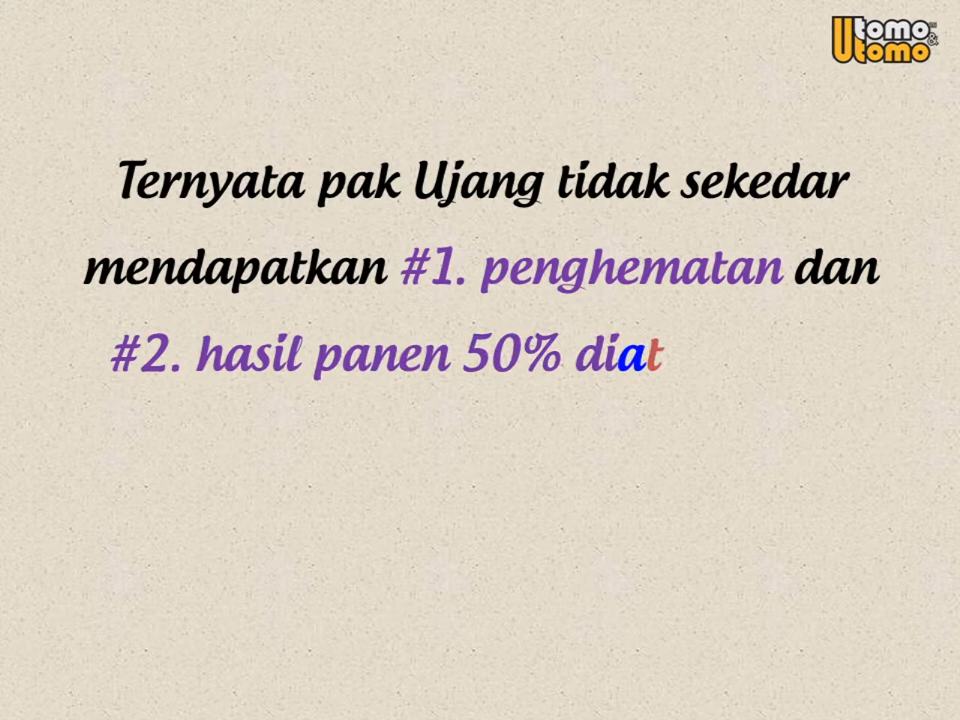 Utomo &
Utomo
Ternyata pak Ujang tidak sekedar
mendapatkan #1. penghematan dan
#2. hasil panen 50% diat